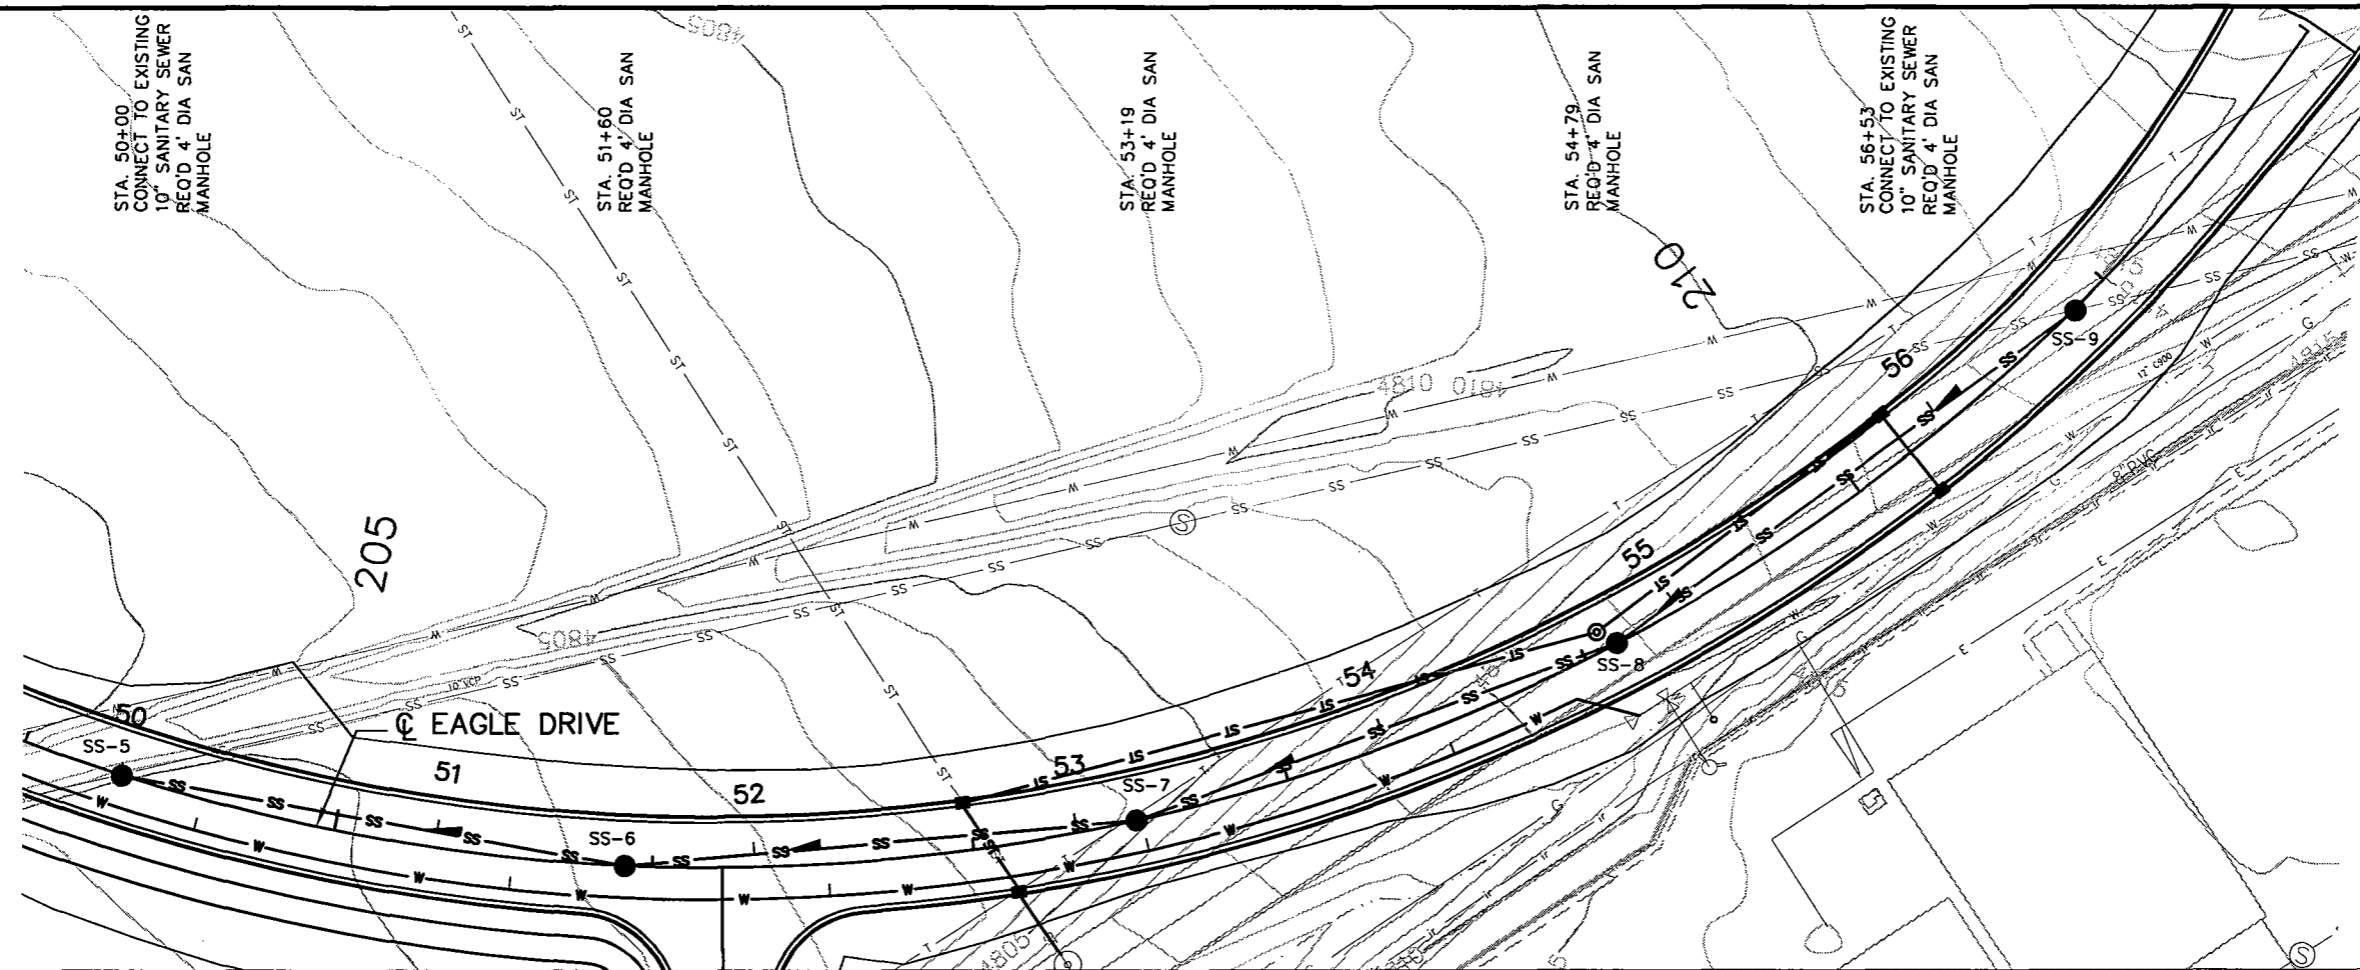 STA. 50+00
CONNECT TO EXISTING
10" SANITARY SEWER
REQ'D 4' DIA SAN
MANHOLE
STA. 51+60
REQ'D 4' DIA SAN
MANHOLE
STA. 53+19
REQ'D 4' DIA SAN
MANHOLE
STA. 54+79
REQ'D 4' DIA SAN
MANHOLE
STA. 56+53
CONNECT TO EXISTING
10" SANITARY SEWER
REQ'D 4' DIA SAN
MANHOLE
4805
205
210
4810
4810
4805
4815
10"VCP
12" C900
8"PVC
℄ EAGLE DRIVE
50
51
52
53
54
55
56
SS-5
SS-6
SS-7
SS-8
SS-9
4805
ST
SS
W
T
G
E
S